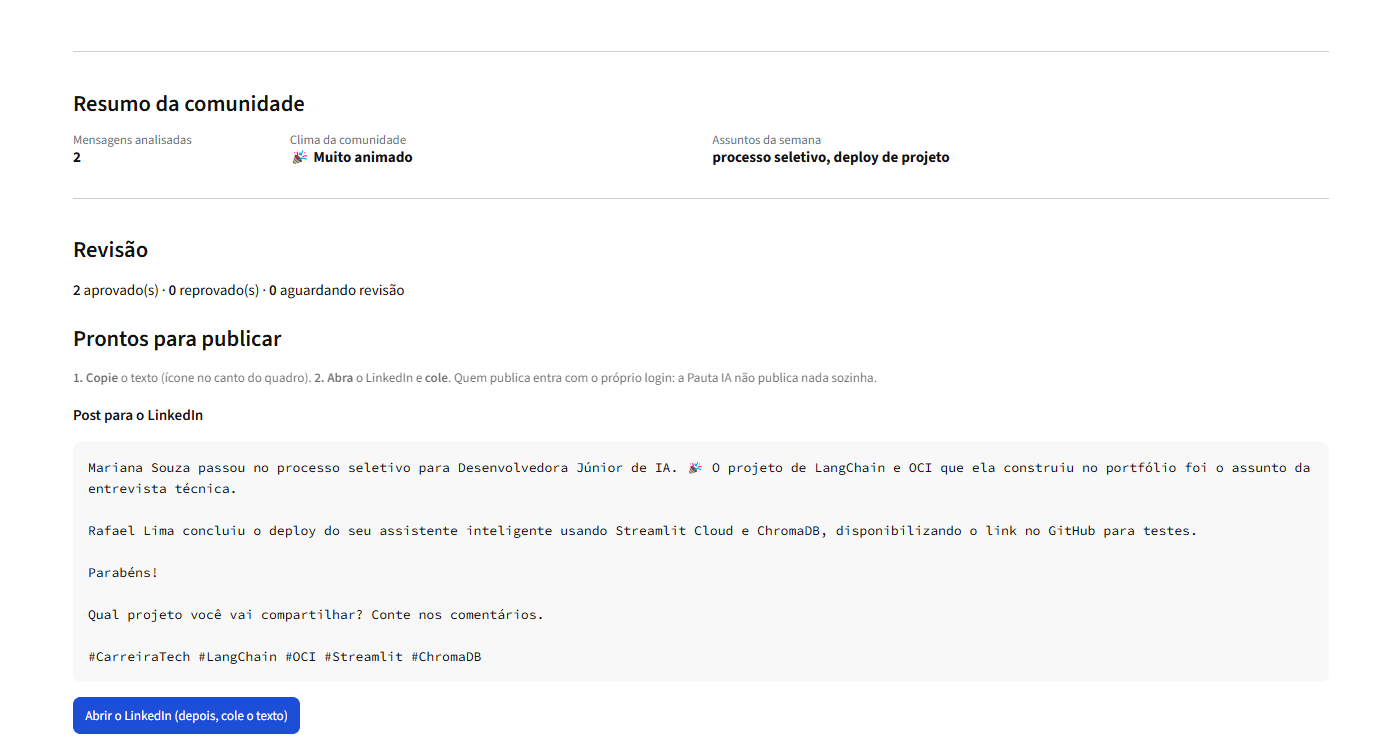 Resumo da comunidade
Mensagens analisadas
2
Clima da comunidade
🎉 Muito animado
Assuntos da semana
processo seletivo, deploy de projeto
Revisão
2 aprovado(s) · 0 reprovado(s) · 0 aguardando revisão
Prontos para publicar
1. Copie o texto (ícone no canto do quadro). 2. Abra o LinkedIn e cole. Quem publica entra com o próprio login: a Pauta IA não publica nada sozinha.
Post para o LinkedIn
Mariana Souza passou no processo seletivo para Desenvolvedora Júnior de IA. 🎉 O projeto de LangChain e OCI que ela construiu no portfólio foi o assunto da
entrevista técnica.
Rafael Lima concluiu o deploy do seu assistente inteligente usando Streamlit Cloud e ChromaDB, disponibilizando o link no GitHub para testes.
Parabéns!
Qual projeto você vai compartilhar? Conte nos comentários.
#CarreiraTech #LangChain #OCI #Streamlit #ChromaDB
Abrir o LinkedIn (depois, cole o texto)